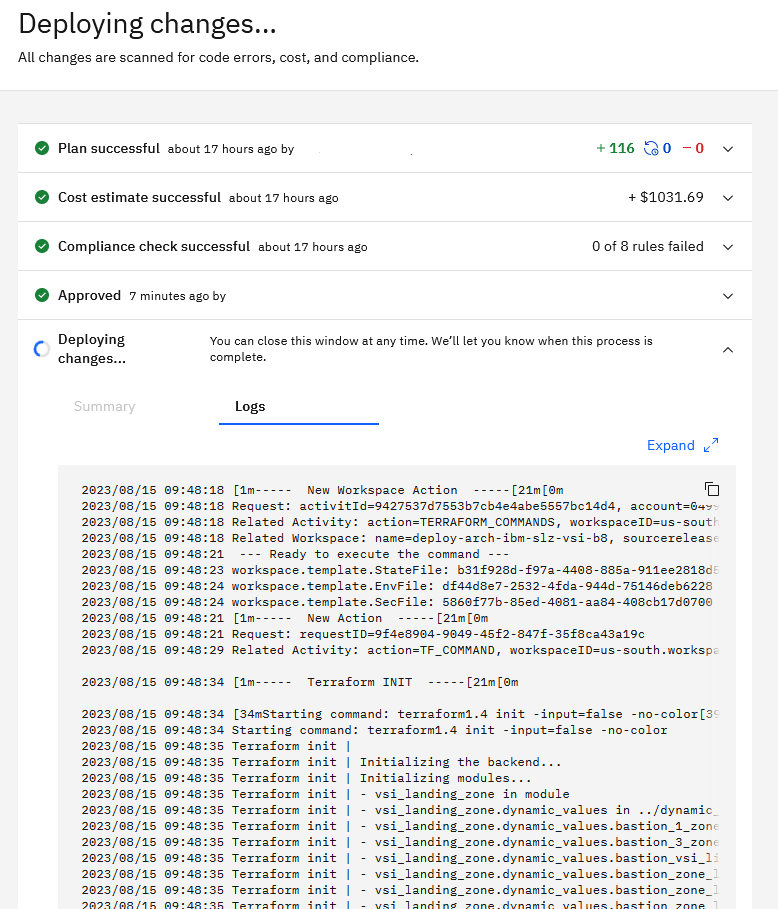 Deploying changes...
All changes are scanned for code errors, cost, and compliance.
Plan successful about 17 hours ago by + 116 0 − 0
Cost estimate successful about 17 hours ago + $1031.69
Compliance check successful about 17 hours ago 0 of 8 rules failed
Approved 7 minutes ago by
Deploying changes...
You can close this window at any time. We’ll let you know when this process is
complete.
Summary Logs
Expand
2023/08/15 09:48:18 [1m-----  New Workspace Action  -----[21m[0m
2023/08/15 09:48:18 Request: activitId=9427537d7553b7cb4e4abe5557bc14d4, account=049
2023/08/15 09:48:18 Related Activity: action=TERRAFORM_COMMANDS, workspaceID=us-south
2023/08/15 09:48:18 Related Workspace: name=deploy-arch-ibm-slz-vsi-b8, sourcerelease
2023/08/15 09:48:21  --- Ready to execute the command ---
2023/08/15 09:48:23 workspace.template.StateFile: b31f928d-f97a-4408-885a-911ee2818d5
2023/08/15 09:48:24 workspace.template.EnvFile: df44d8e7-2532-4fda-944d-75146deb6228
2023/08/15 09:48:24 workspace.template.SecFile: 5860f77b-85ed-4081-aa84-408cb17d0700
2023/08/15 09:48:21 [1m-----  New Action  -----[21m[0m
2023/08/15 09:48:21 Request: requestID=9f4e8904-9049-45f2-847f-35f8ca43a19c
2023/08/15 09:48:29 Related Activity: action=TF_COMMAND, workspaceID=us-south.workspa
2023/08/15 09:48:34 [1m-----  Terraform INIT  -----[21m[0m
2023/08/15 09:48:34 [34mStarting command: terraform1.4 init -input=false -no-color[39
2023/08/15 09:48:34 Starting command: terraform1.4 init -input=false -no-color
2023/08/15 09:48:35 Terraform init |
2023/08/15 09:48:35 Terraform init | Initializing the backend...
2023/08/15 09:48:35 Terraform init | Initializing modules...
2023/08/15 09:48:35 Terraform init | - vsi_landing_zone in module
2023/08/15 09:48:35 Terraform init | - vsi_landing_zone.dynamic_values in ../dynamic_
2023/08/15 09:48:35 Terraform init | - vsi_landing_zone.dynamic_values.bastion_1_zone
2023/08/15 09:48:35 Terraform init | - vsi_landing_zone.dynamic_values.bastion_3_zone
2023/08/15 09:48:35 Terraform init | - vsi_landing_zone.dynamic_values.bastion_vsi_li
2023/08/15 09:48:35 Terraform init | - vsi_landing_zone.dynamic_values.bastion_zone_l
2023/08/15 09:48:35 Terraform init | - vsi_landing_zone.dynamic_values.bastion_zone_l
2023/08/15 09:48:35 Terraform init | - vsi_landing_zone.dynamic_values.bastion_zone_l